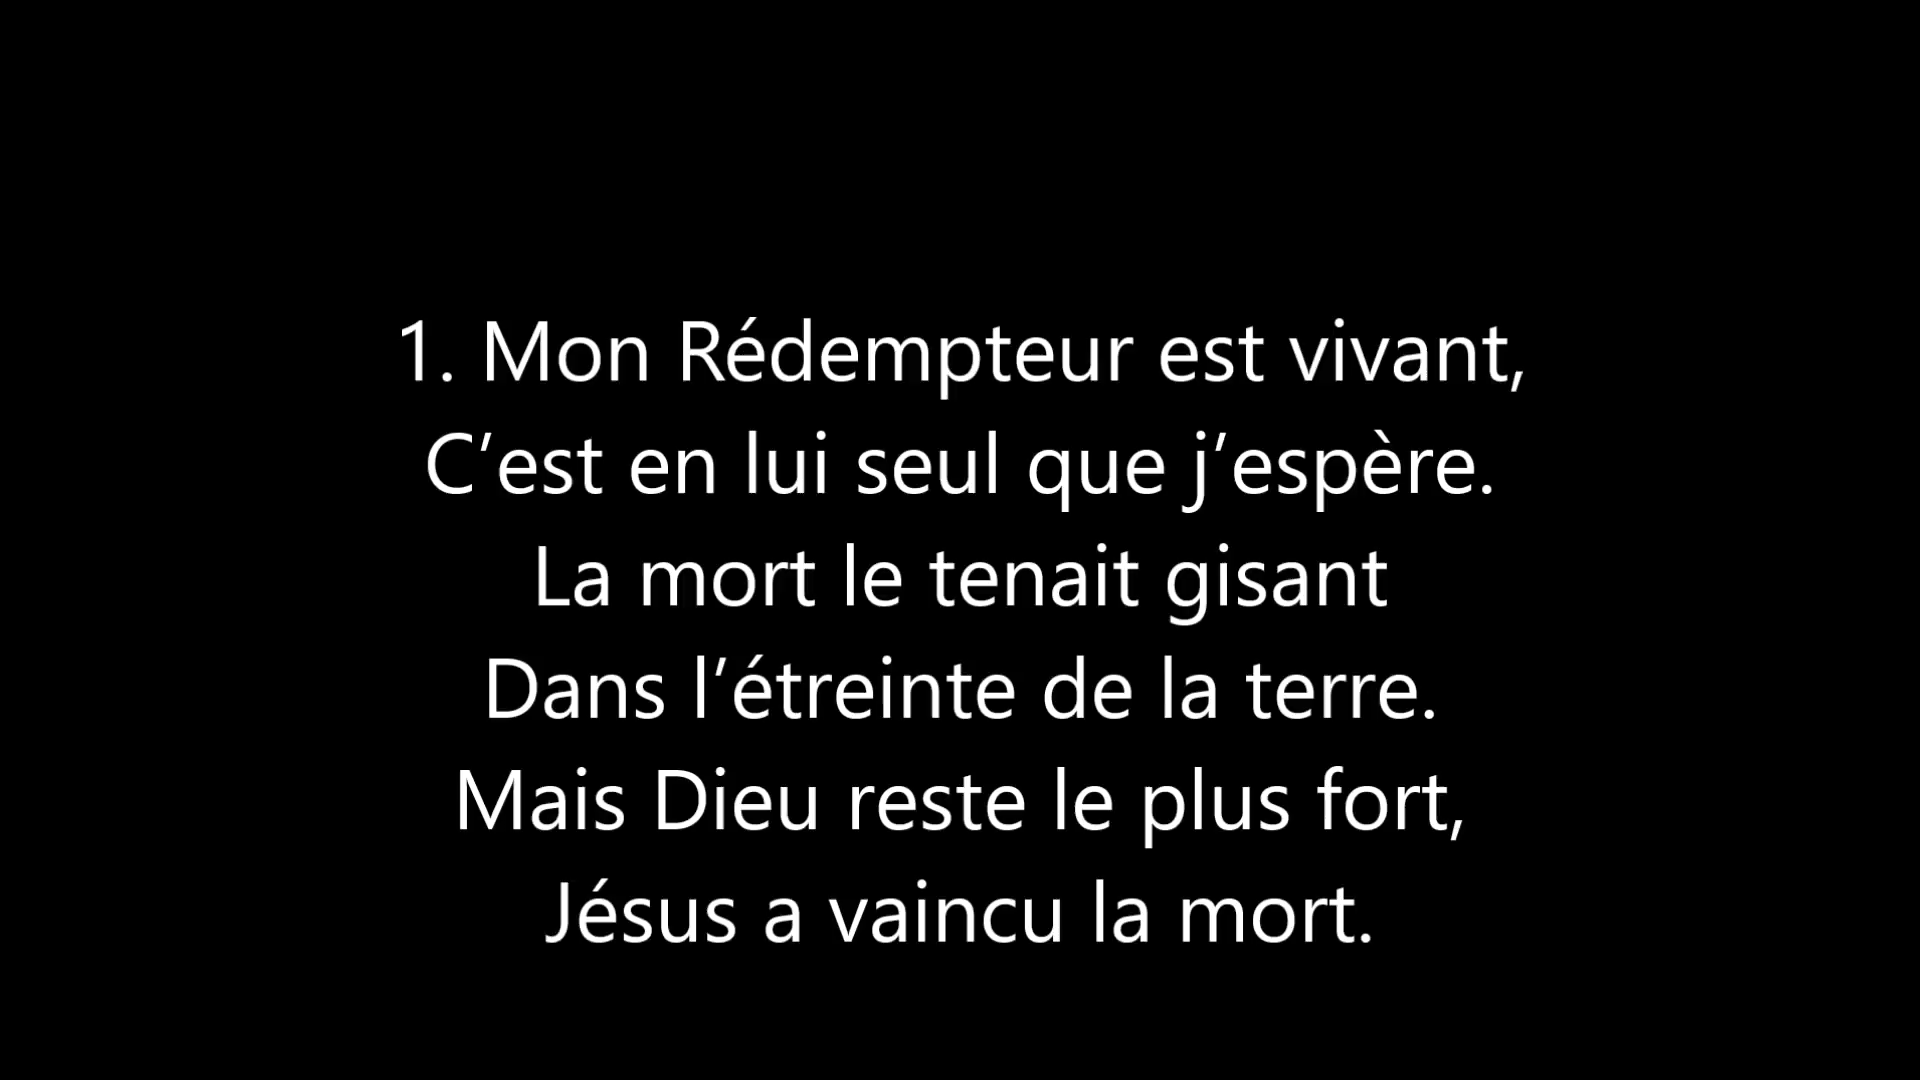 1. Mon Rédempteur est vivant,
C’est en lui seul que j’espère.
La mort le tenait gisant
Dans l’étreinte de la terre.
Mais Dieu reste le plus fort,
Jésus a vaincu la mort.